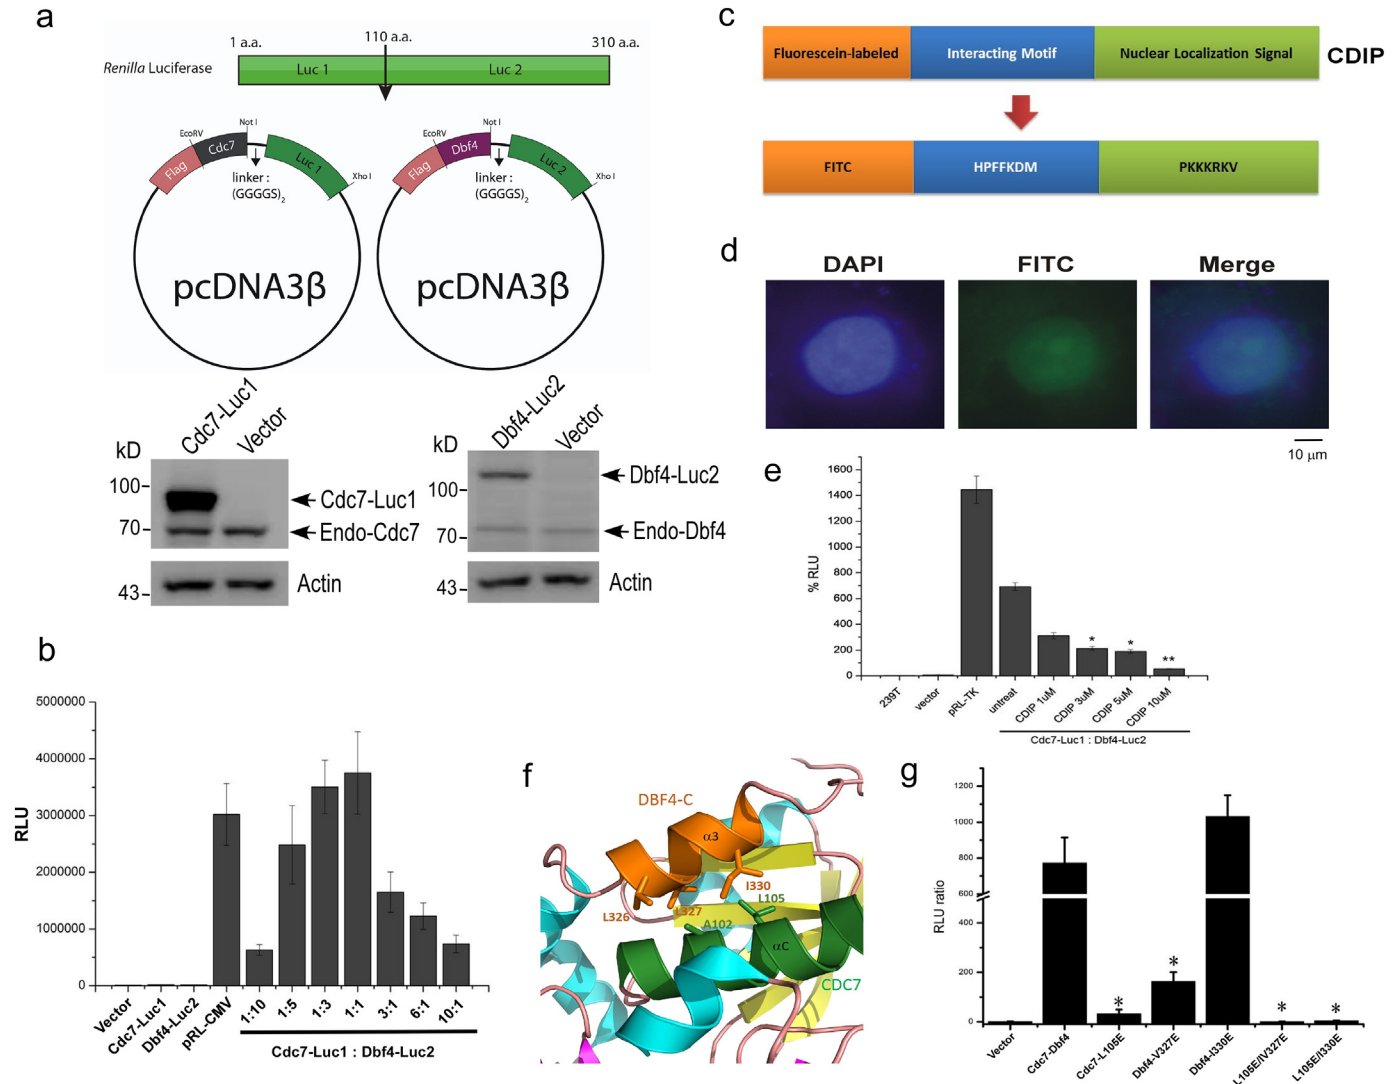 a
1 a.a.
110 a.a.
310 a.a.
Renilla Luciferase
Luc 1
Luc 2
EcoRV
Not I
Flag
Cdc7
Luc 1
Xho I
linker :
(GGGGS)2
pcDNA3β
EcoRV
Not I
Flag
Dbf4
Luc 2
Xho I
linker :
(GGGGS)2
pcDNA3β
kD
Cdc7-Luc1
Vector
100
70
43
Cdc7-Luc1
Endo-Cdc7
Actin
kD
Dbf4-Luc2
Vector
100
70
43
Dbf4-Luc2
Endo-Dbf4
Actin
b
RLU
5000000
4000000
3000000
2000000
1000000
0
Vector
Cdc7-Luc1
Dbf4-Luc2
pRL-CMV
1:10
1:5
1:3
1:1
3:1
6:1
10:1
Cdc7-Luc1 : Dbf4-Luc2
c
Fluorescein-labeled
Interacting Motif
Nuclear Localization Signal
CDIP
FITC
HPFFKDM
PKKKRKV
d
DAPI
FITC
Merge
10 µm
e
% RLU
1600
1400
1200
1000
800
600
400
200
0
*
*
**
239T
vector
pRL-TK
untreat
CDIP 1uM
CDIP 3uM
CDIP 5uM
CDIP 10uM
Cdc7-Luc1 : Dbf4-Luc2
f
DBF4-C
α3
I330
L105
L326
L327
A102
αC
CDC7
g
RLU ratio
1200
1000
800
600
400
200
0
*
*
*
*
Vector
Cdc7-Dbf4
Cdc7-L105E
Dbf4-V327E
Dbf4-I330E
L105E/IV327E
L105E/I330E